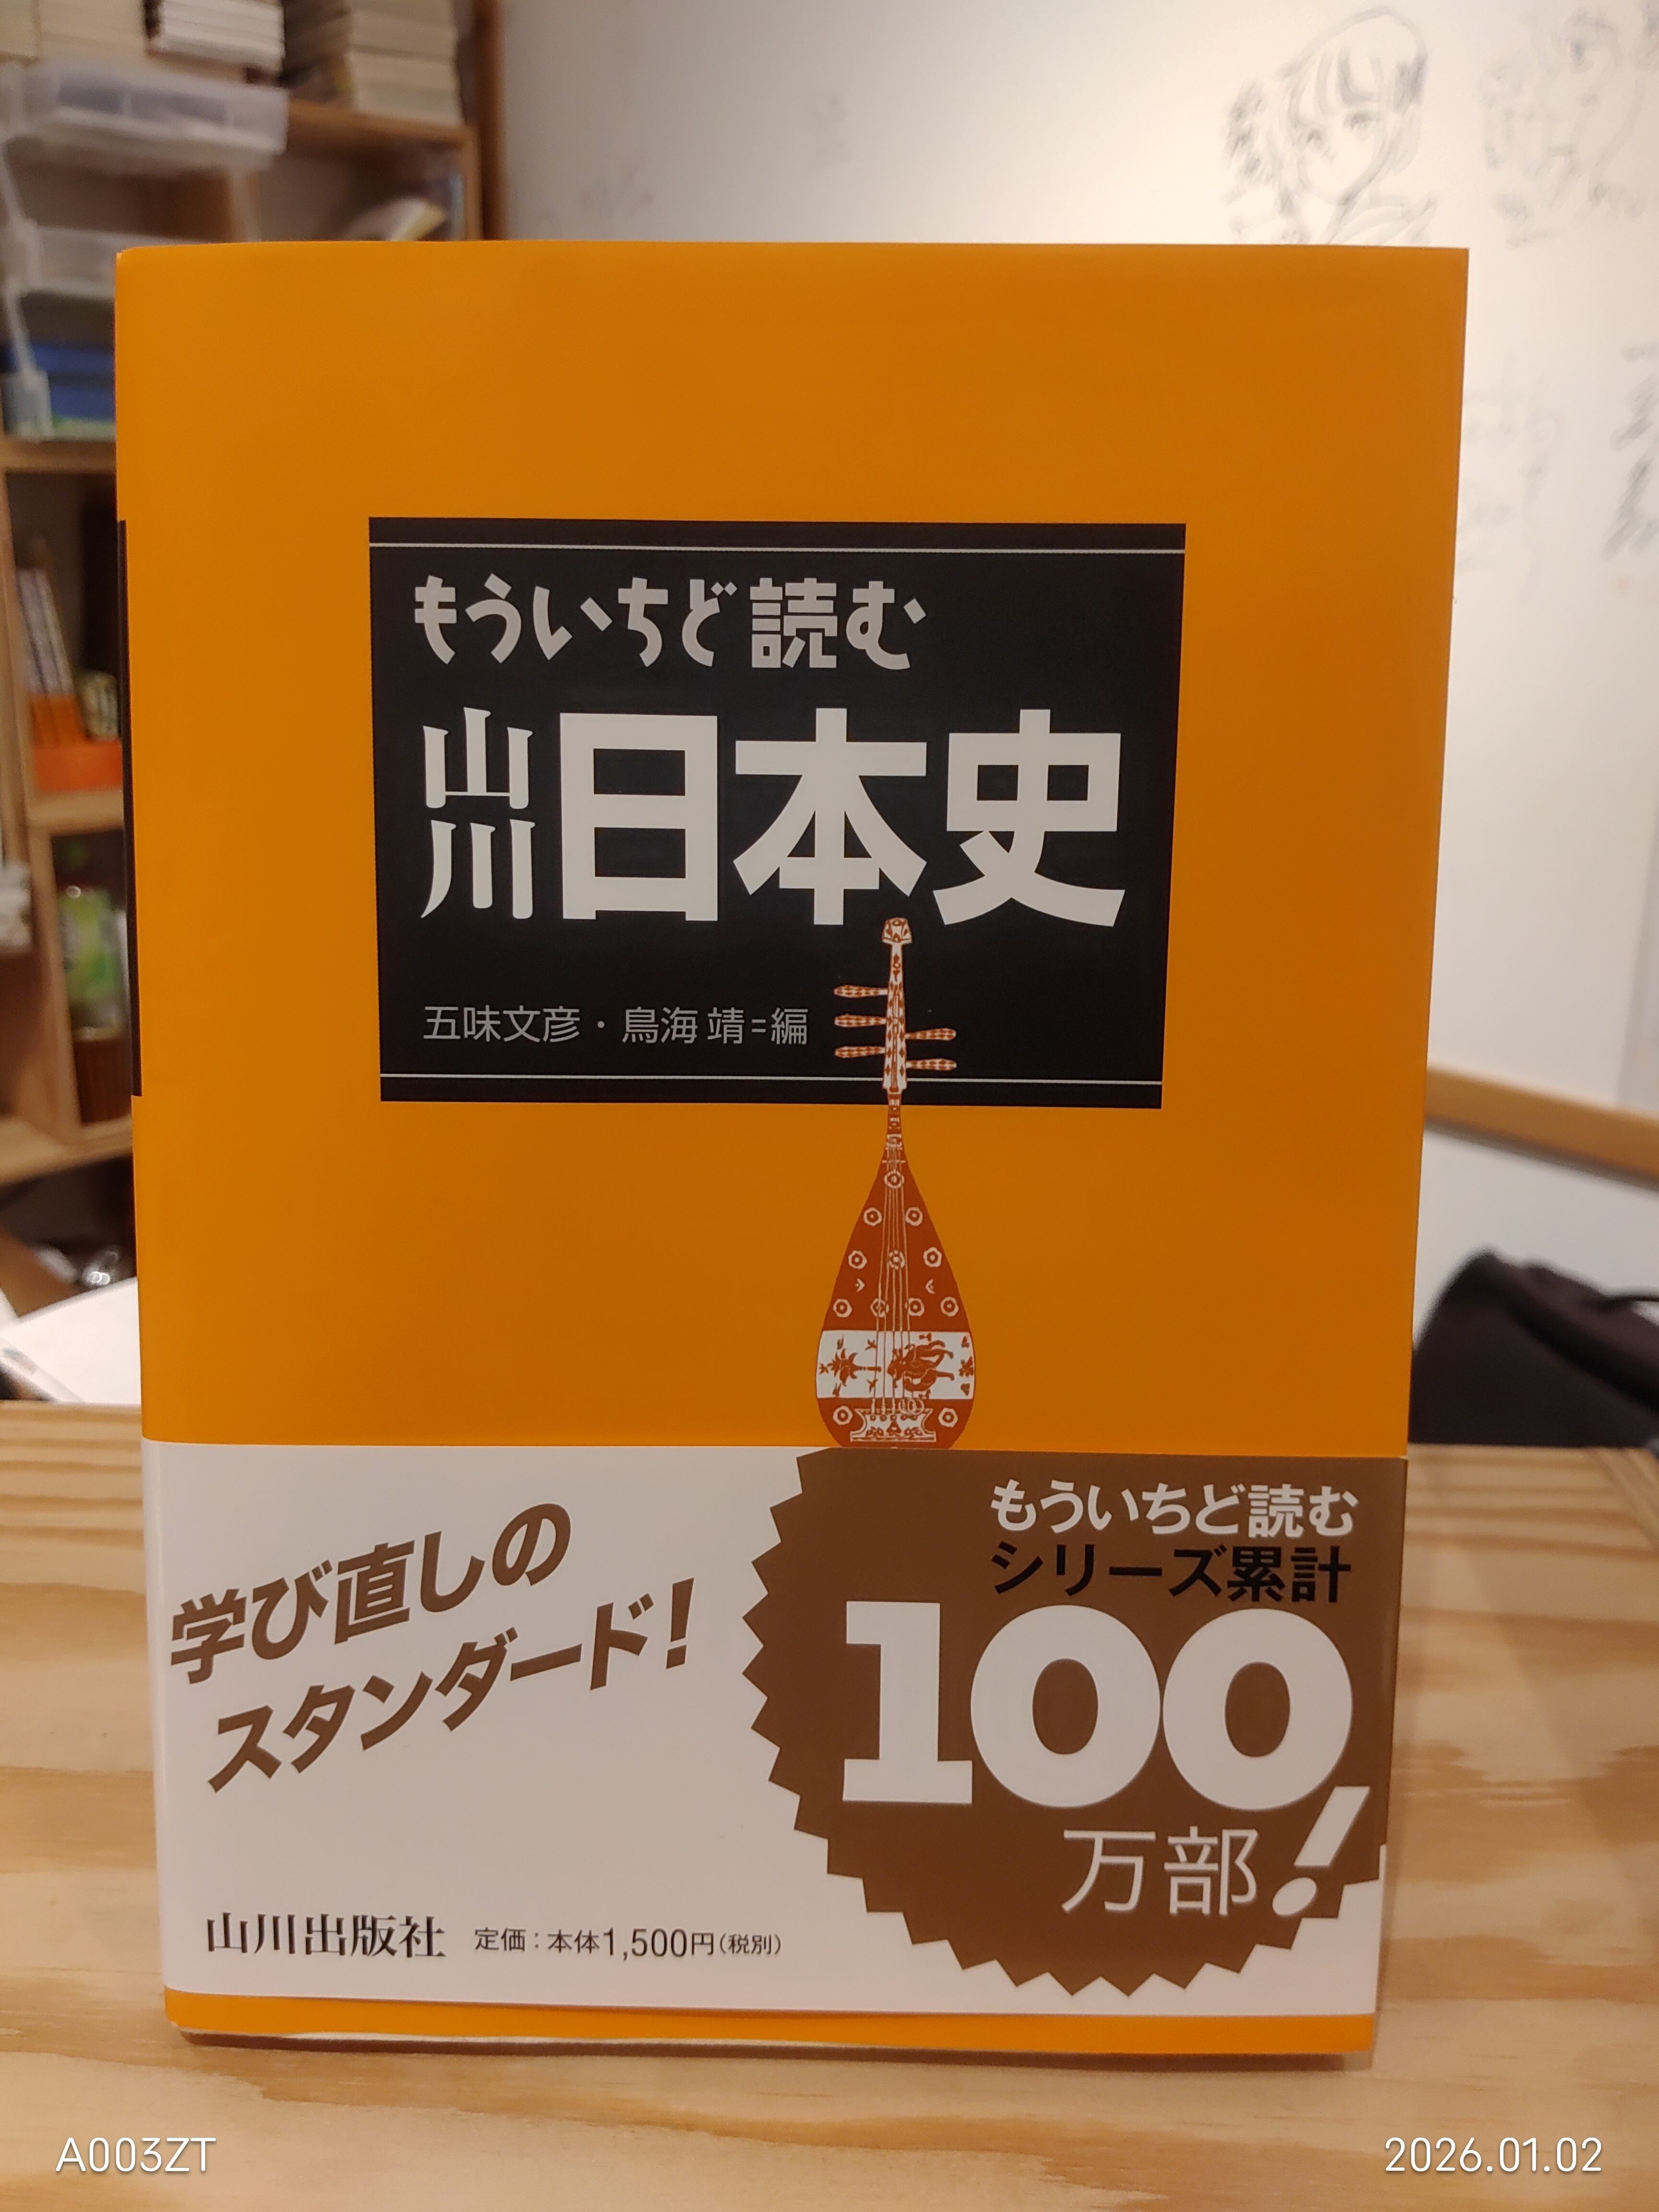 もういちど読む
山川日本史
五味文彦・鳥海 靖=編
学び直しの
スタンダード!
もういちど読む
シリーズ累計
100
万部!
山川出版社 定価:本体1,500円(税別)
A003ZT
2026.01.02